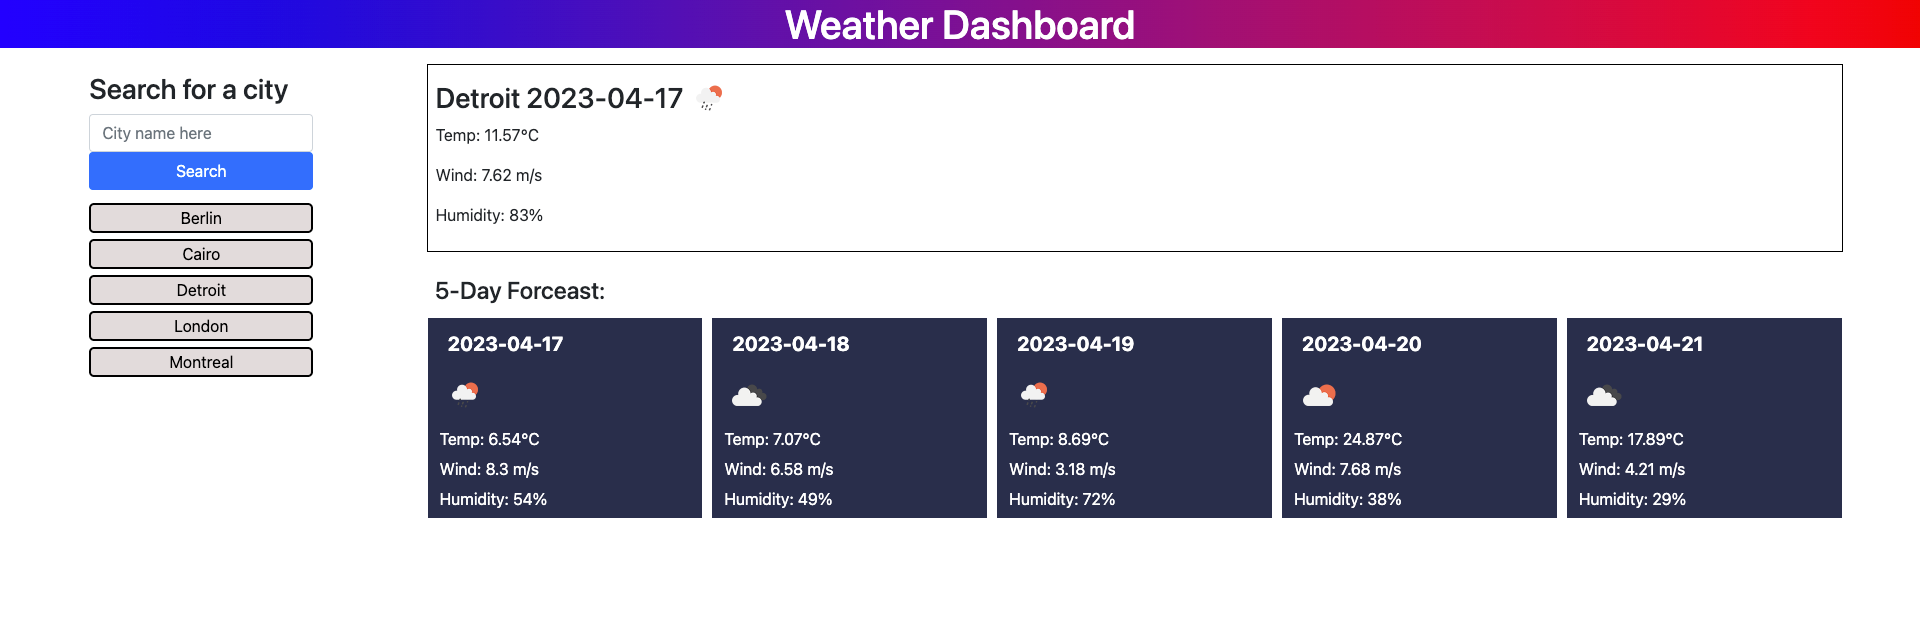 Weather Dashboard
Search for a city
City name here
Search
Berlin
Cairo
Detroit
London
Montreal
Detroit 2023-04-17
Temp: 11.57°C
Wind: 7.62 m/s
Humidity: 83%
5-Day Forceast:
2023-04-17
Temp: 6.54°C
Wind: 8.3 m/s
Humidity: 54%
2023-04-18
Temp: 7.07°C
Wind: 6.58 m/s
Humidity: 49%
2023-04-19
Temp: 8.69°C
Wind: 3.18 m/s
Humidity: 72%
2023-04-20
Temp: 24.87°C
Wind: 7.68 m/s
Humidity: 38%
2023-04-21
Temp: 17.89°C
Wind: 4.21 m/s
Humidity: 29%